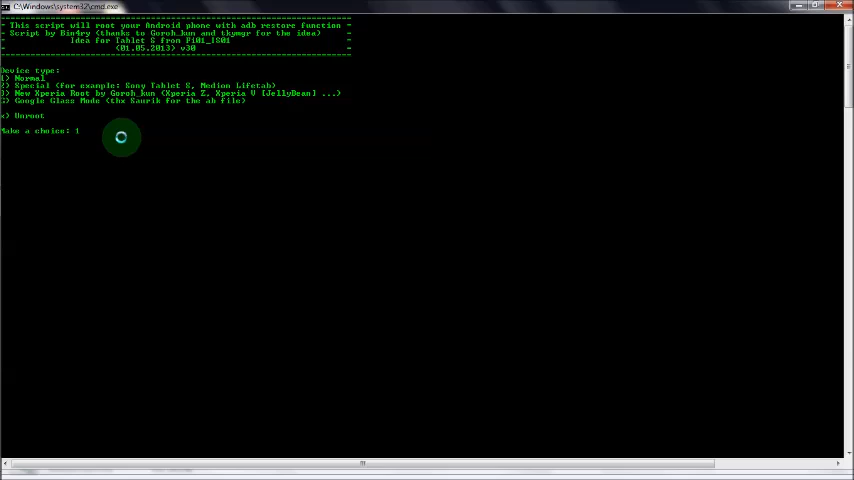 C:\Windows\system32\cmd.exe
- This script will root your Android phone with adb restore function -
- Script by Bin4ry (thanks to Goroh_kun and tkymgr for the idea) -
- Idea for Tablet S from Fi01_IS01 -
- (01.05.2013) v30 -
Device type:
1) Normal
2) Special (for example: Sony Tablet S, Medion Lifetab)
3) New Xperia Root by Goroh_kun (Xperia Z, Xperia V [JellyBean] ...)
G) Google Glass Mode (thx Saurik for the ab file)
x) Unroot
Make a choice: 1